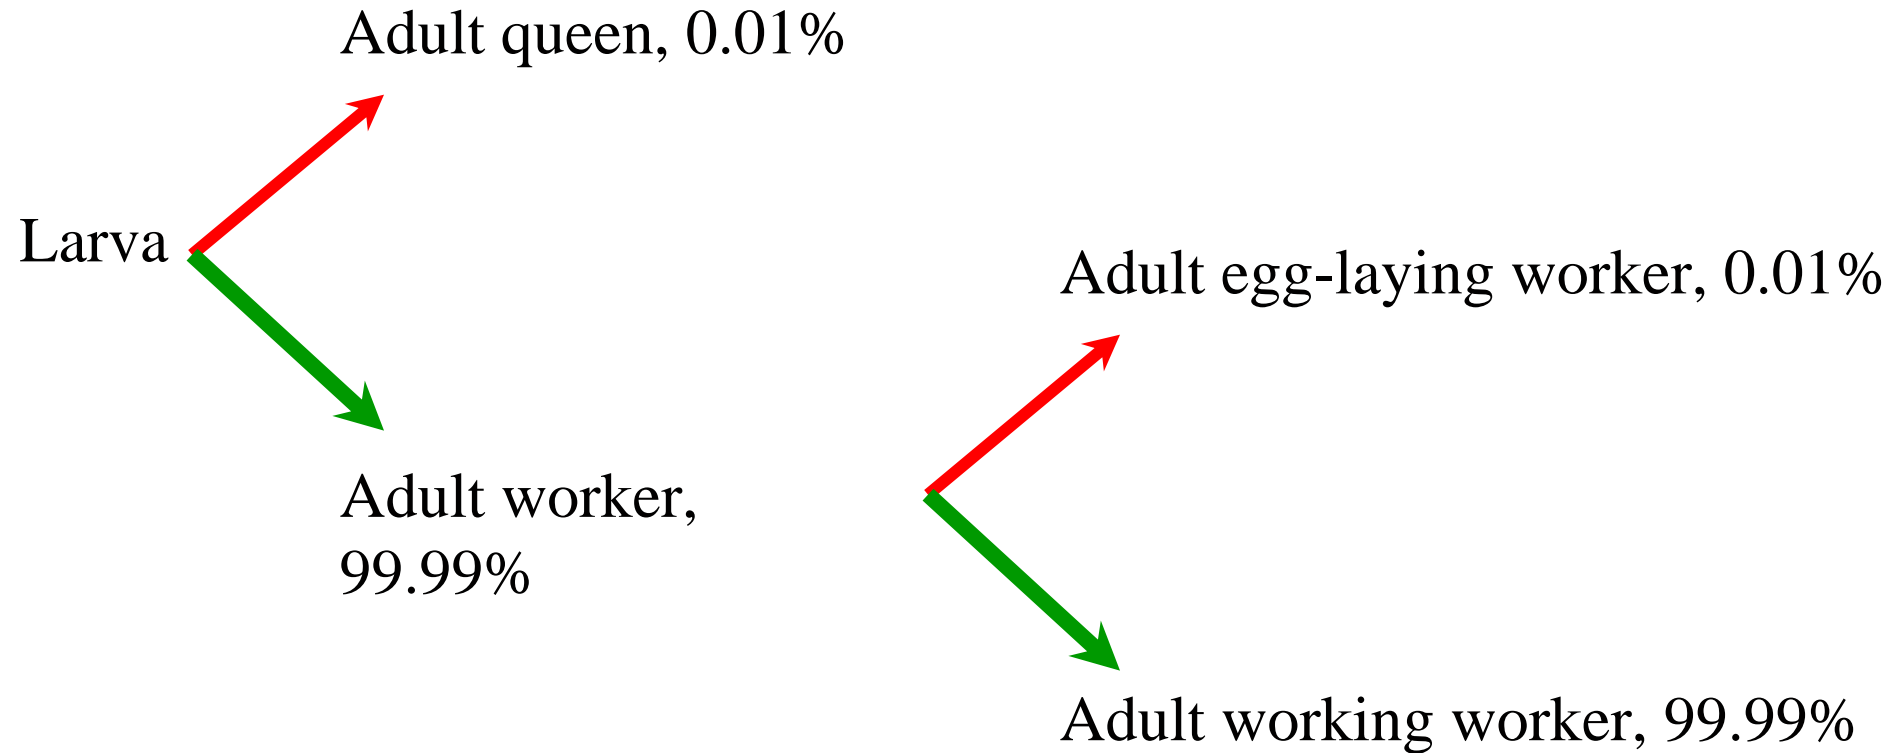 Adult queen, 0.01%
Larva
Adult egg-laying worker, 0.01%
Adult worker,
99.99%
Adult working worker, 99.99%